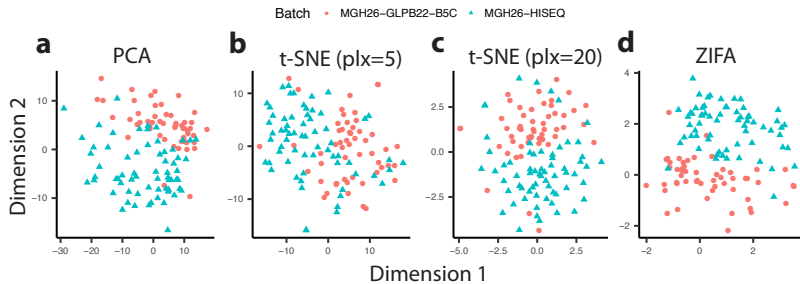 Batch MGH26-GLPB22-B5C MGH26-HISEQ
a PCA
b t-SNE (plx=5)
c t-SNE (plx=20)
d ZIFA
Dimension 2
10
0
-10
-30 -20 -10 0 10
10
0
-10
-10 0 10
2.5
0.0
-2.5
-5.0 -2.5 0.0 2.5
4
2
0
-2
-2 0 2
Dimension 1